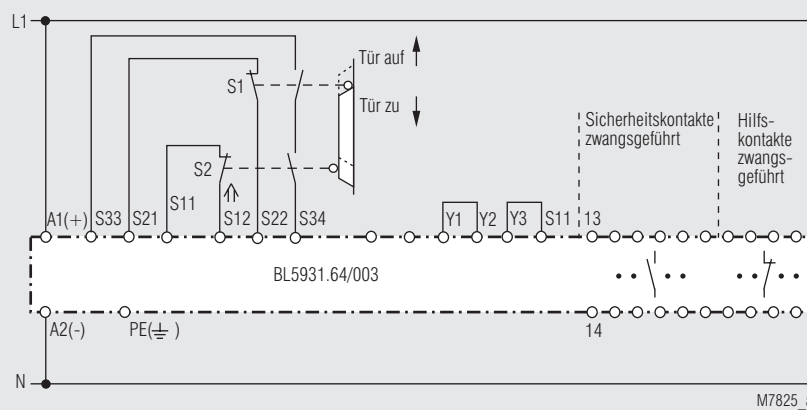 L1
Tür auf
S1
Tür zu
Sicherheitskontakte
zwangsgeführt
Hilfs-
kontakte
zwangs-
geführt
S2
A1(+)
S33
S21
S11
S12
S22
S34
Y1
Y2
Y3
S11
13
BL5931.64/003
A2(-)
PE(⏚)
14
N
M7825_